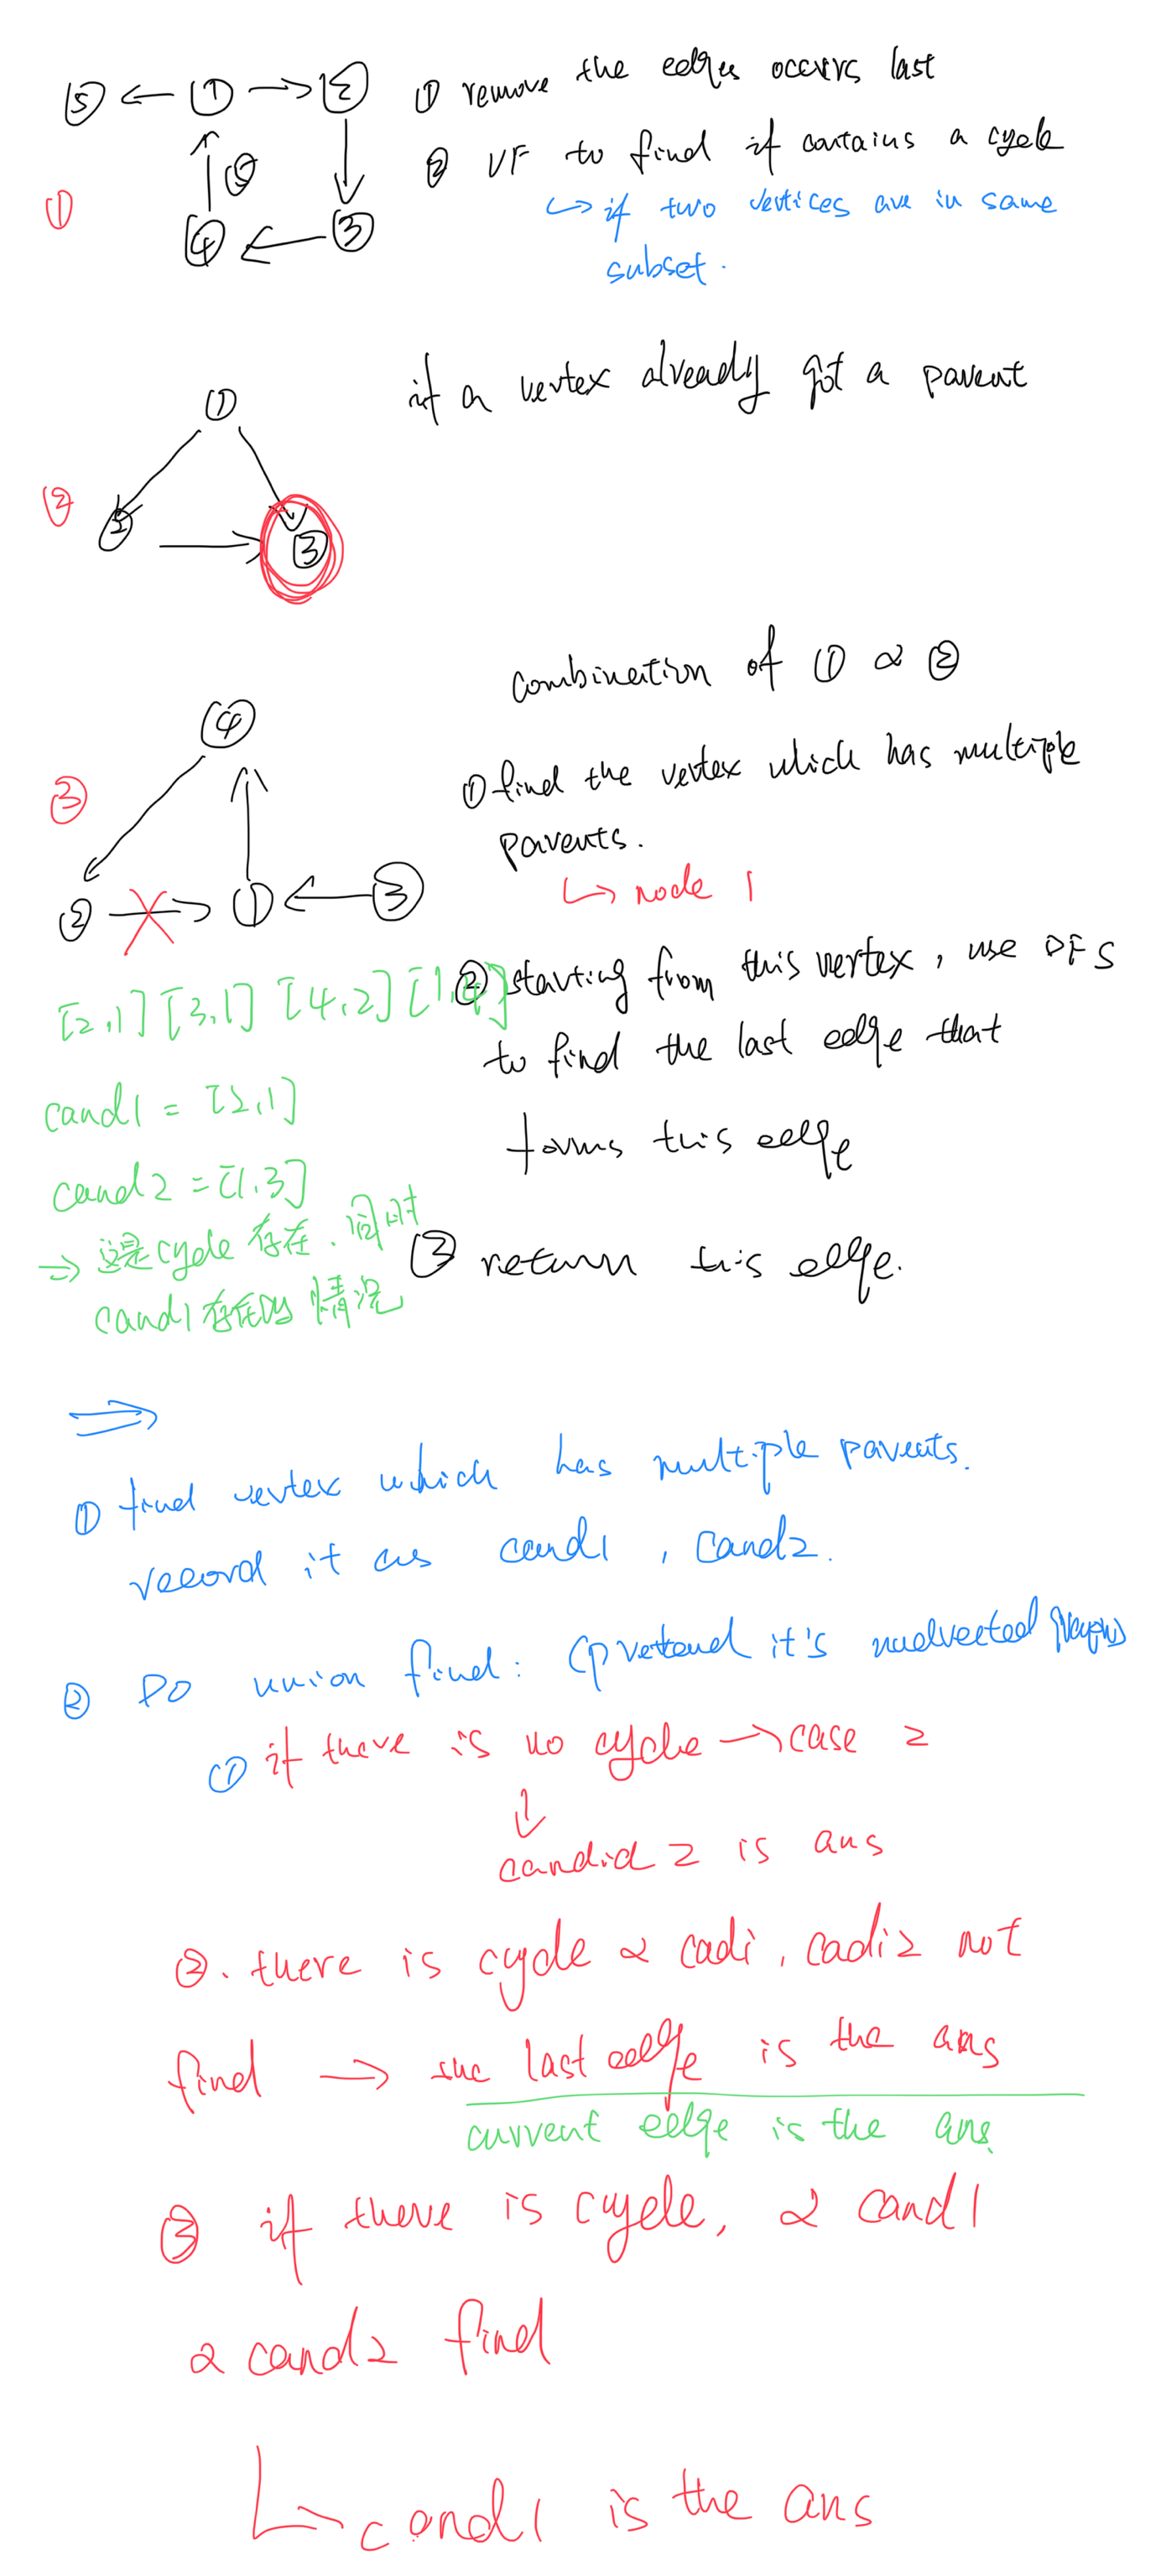 ①
⑤ ① ②
④ ③
① remove the edges occurs last
② UF to find if contains a cycle
↳ if two vertices are in same
subset.
②
①
② ③
if a vertex already got a parent
③
④
② ① ③
[2,1] [3,1] [4,2] [1,4]
cand1 = [2,1]
cand2 = [1,3]
→ 这是cycle存在.同时
cand1存在的情况
combination of ① & ②
① find the vertex which has multiple
parents.
↳ node 1
② starting from this vertex, use DFS
to find the last edge that
forms this edge
③ return this edge.
⇒
① find vertex which has multiple parents.
record it as cand1, cand2.
② Do union find: (pretend it's undirected graph)
① if there is no cycle → case 2
↓
candid 2 is ans
②. there is cycle & cadi, cadi2 not
find → the last edge is the ans
current edge is the ans.
③ if there is cycle, & cand1
& cand2 find
↳ cand1 is the ans